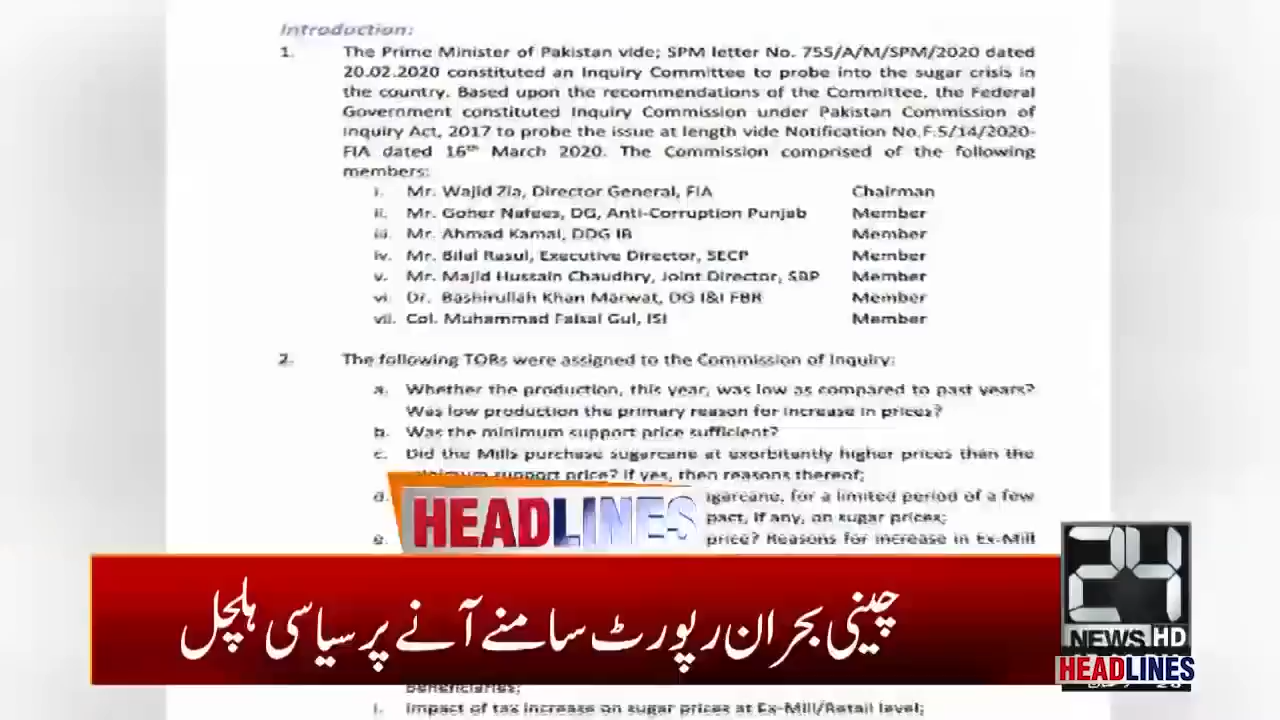 Introduction:
1. The Prime Minister of Pakistan vide; SPM letter No. 755/A/M/SPM/2020 dated
20.02.2020 constituted an Inquiry Committee to probe into the sugar crisis in
the country. Based upon the recommendations of the Committee, the Federal
Government constituted Inquiry Commission under Pakistan Commission of
Inquiry Act, 2017 to probe the issue at length vide Notification No.F.5/14/2020-
FIA dated 16th March 2020. The Commission comprised of the following
members:
i. Mr. Wajid Zia, Director General, FIA Chairman
ii. Mr. Goher Nafees, DG, Anti-Corruption Punjab Member
iii. Mr. Ahmad Kamal, DDG IB Member
iv. Mr. Bilal Rasul, Executive Director, SECP Member
v. Mr. Majid Hussain Chaudhry, Joint Director, SBP Member
vi. Dr. Bashirullah Khan Marwat, DG I&I FBR Member
vii. Col. Muhammad Faisal Gul, ISI Member
2. The following TORs were assigned to the Commission of Inquiry:
a. Whether the production, this year, was low as compared to past years?
Was low production the primary reason for increase in prices?
b. Was the minimum support price sufficient?
c. Did the Mills purchase sugarcane at exorbitantly higher prices than the
minimum support price? If yes, then reasons thereof;
d. ugarcane, for a limited period of a few
pact, if any, on sugar prices;
e. price? Reasons for increase in Ex-Mill
HEADLINES
چینی بحران رپورٹ سامنے آنے پر سیاسی ہلچل
24
NEWS HD
HEADLINES
beneficiaries;
i. Impact of tax increase on sugar prices at Ex-Mill/Retail level;